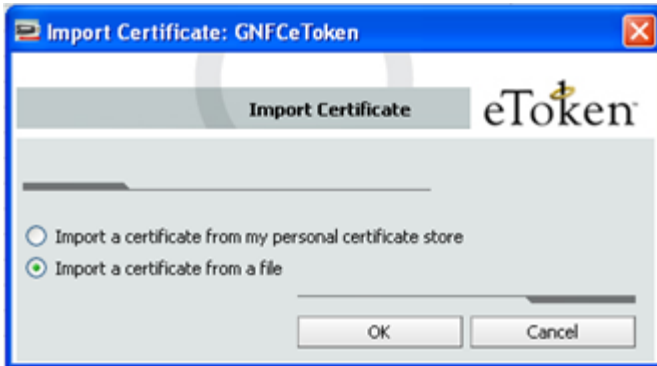 Import Certificate: GNFCeToken
Import Certificate
eToken
Import a certificate from my personal certificate store
Import a certificate from a file
OK
Cancel